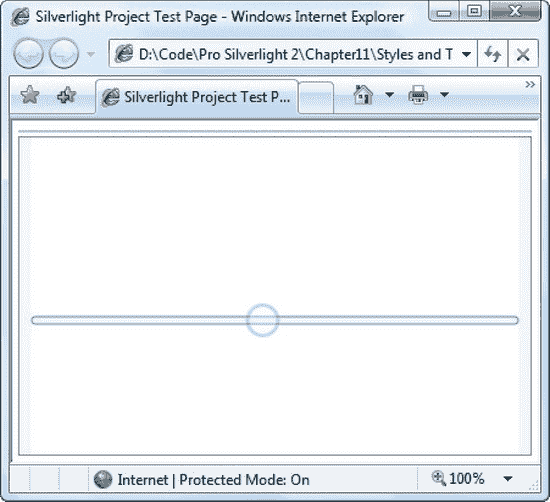 Silverlight Project Test Page - Windows Internet Explorer
D:\Code\Pro Silverlight 2\Chapter11\Styles and T
Silverlight Project Test P...
Internet | Protected Mode: On
100%